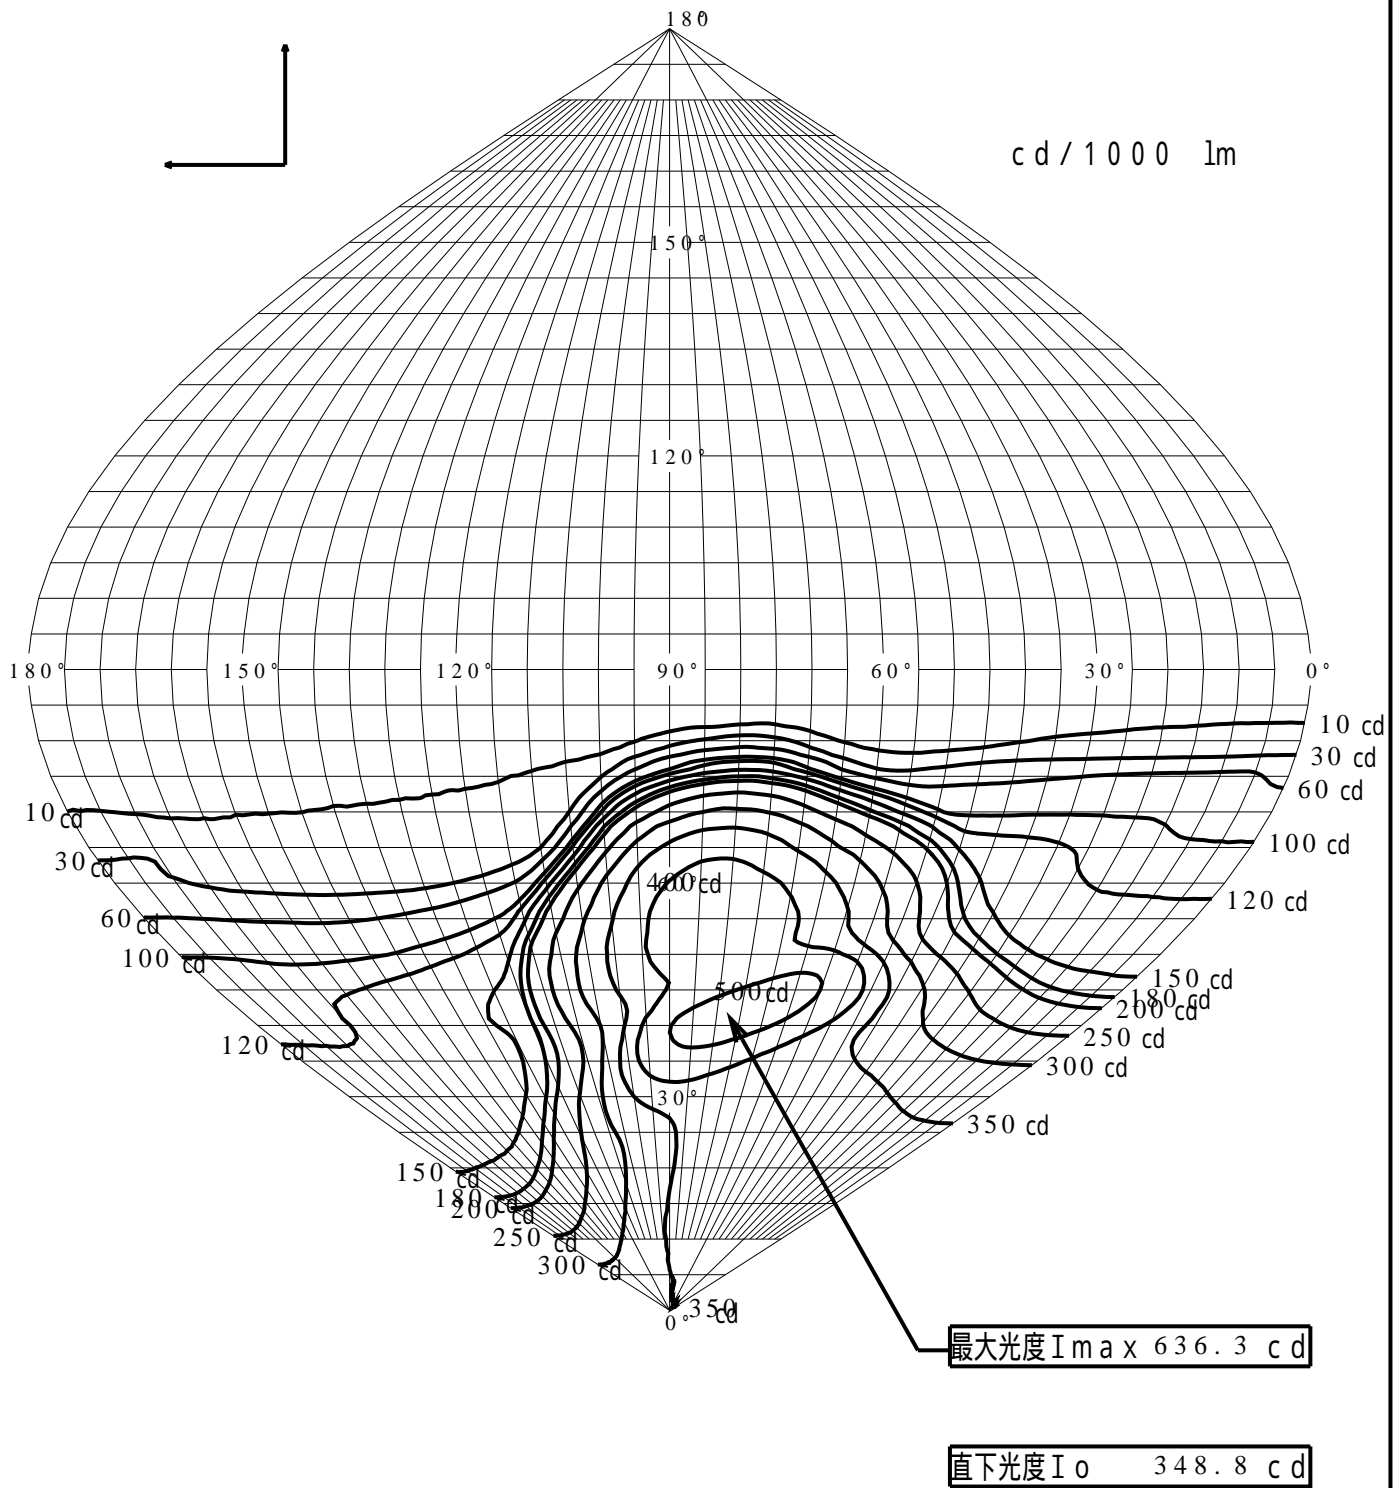 180°
cd/1000 lm
150°
120°
180°
150°
120°
90°
60°
30°
0°
10 cd
30 cd
60 cd
10 cd
100 cd
30 cd
400 cd
120 cd
60 cd
100 cd
150 cd
500 cd
180 cd
200 cd
250 cd
120 cd
300 cd
30°
350 cd
150 cd
180 cd
200 cd
250 cd
300 cd
350 cd
0°
最大光度Imax 636.3 cd
直下光度Io 348.8 cd